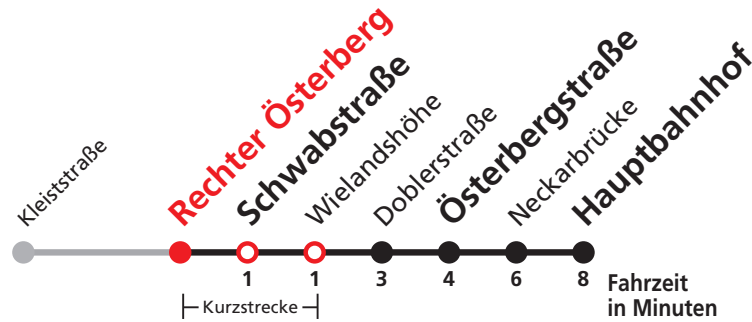 Kleiststraße
Rechter Österberg
Schwabstraße
Wielandshöhe
Doblerstraße
Österbergstraße
Neckarbrücke
Hauptbahnhof
1 1 3 4 6 8 Fahrzeit
in Minuten
Kurzstrecke